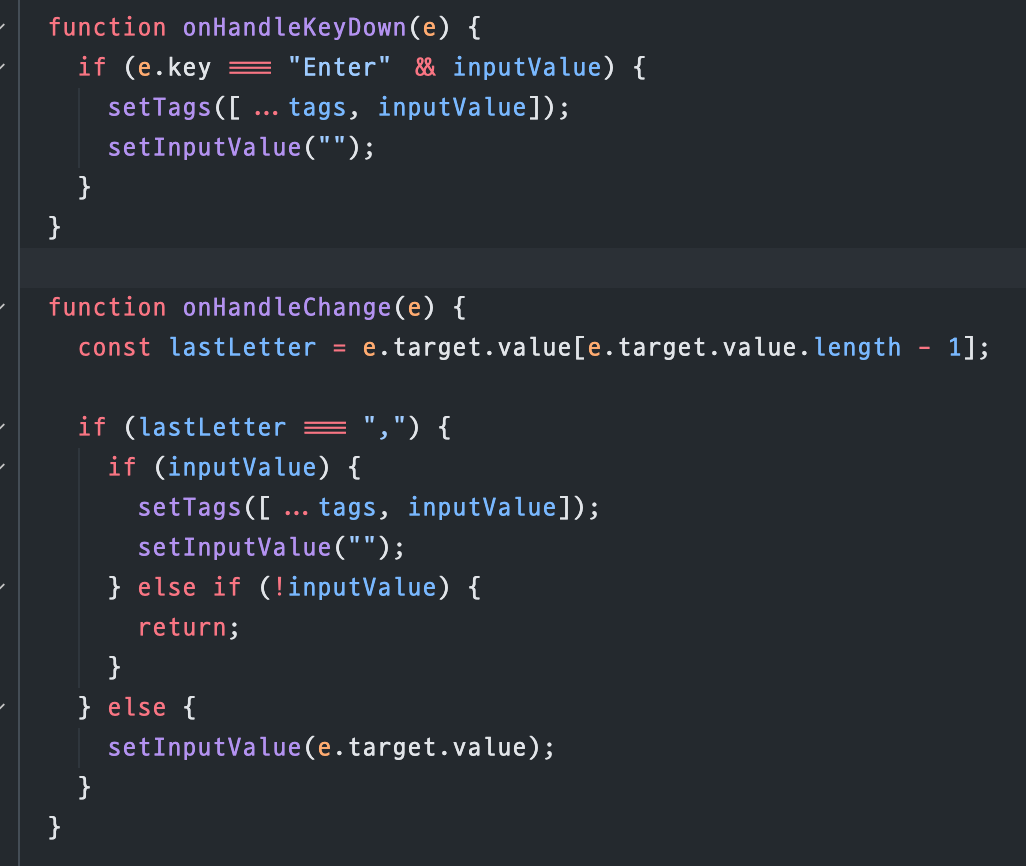 function onHandleKeyDown(e) {
  if (e.key === "Enter" && inputValue) {
    setTags([...tags, inputValue]);
    setInputValue("");
  }
}

function onHandleChange(e) {
  const lastLetter = e.target.value[e.target.value.length - 1];

  if (lastLetter === ",") {
    if (inputValue) {
      setTags([...tags, inputValue]);
      setInputValue("");
    } else if (!inputValue) {
      return;
    }
  } else {
    setInputValue(e.target.value);
  }
}